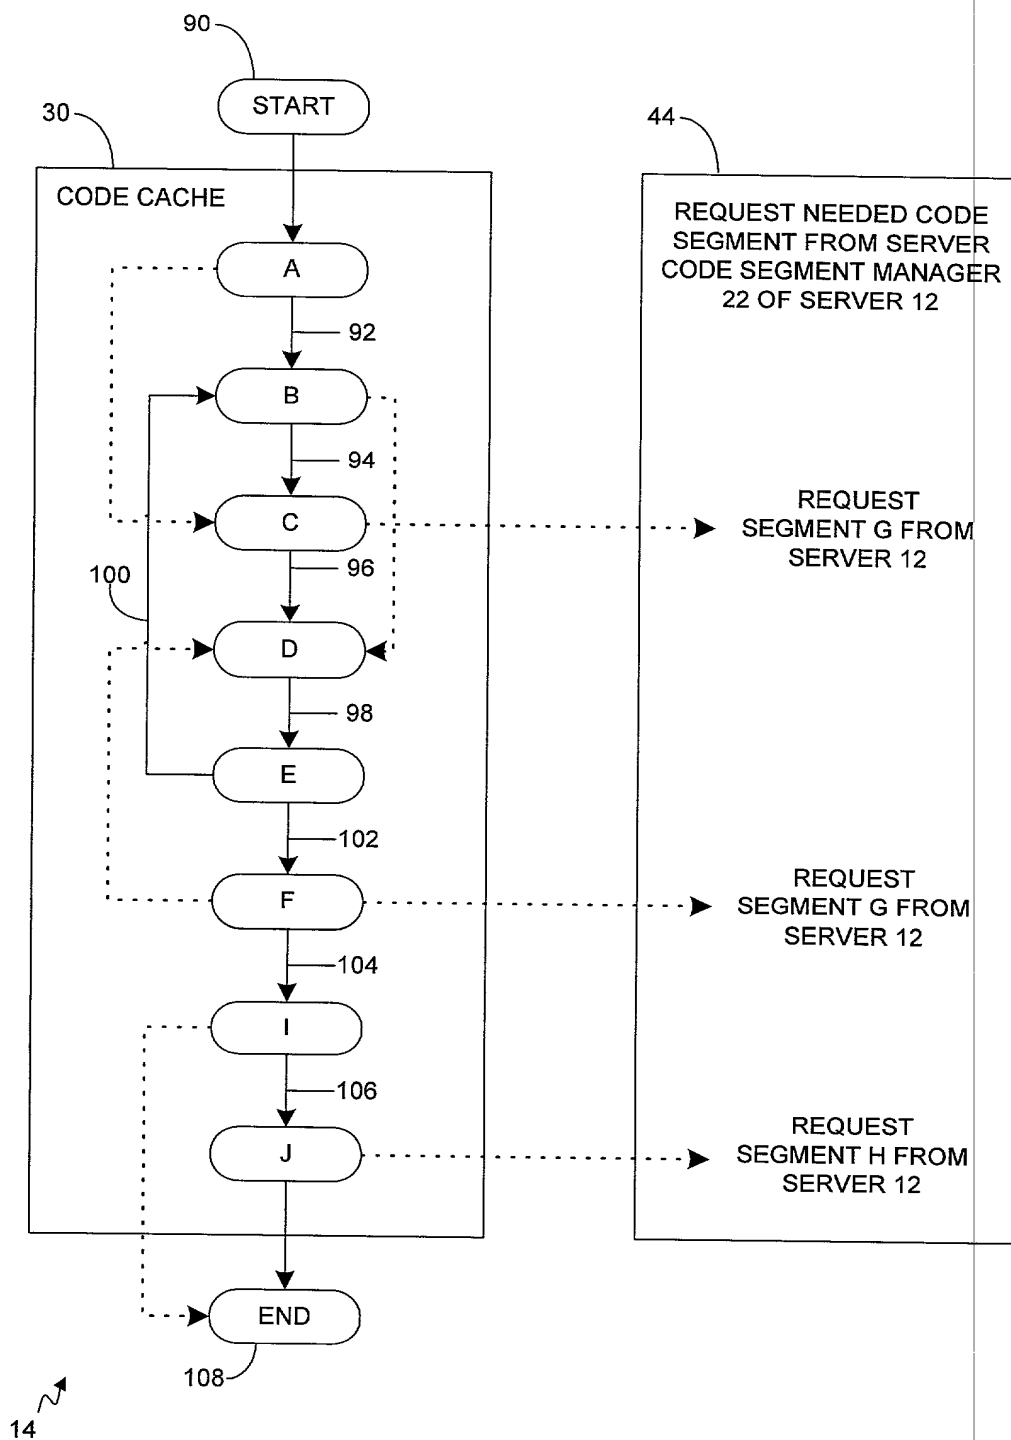 90
START
30
44
CODE CACHE
REQUEST NEEDED CODE
SEGMENT FROM SERVER
CODE SEGMENT MANAGER
22 OF SERVER 12
A
92
B
94
C
REQUEST
SEGMENT G FROM
SERVER 12
96
100
D
98
E
102
F
REQUEST
SEGMENT G FROM
SERVER 12
104
I
106
J
REQUEST
SEGMENT H FROM
SERVER 12
END
108
14